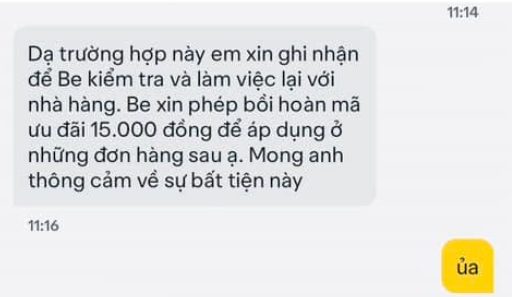 11:14
Dạ trường hợp này em xin ghi nhận
để Be kiểm tra và làm việc lại với
nhà hàng. Be xin phép bồi hoàn mã
ưu đãi 15.000 đồng để áp dụng ở
những đơn hàng sau ạ. Mong anh
thông cảm về sự bất tiện này
11:16
ủa